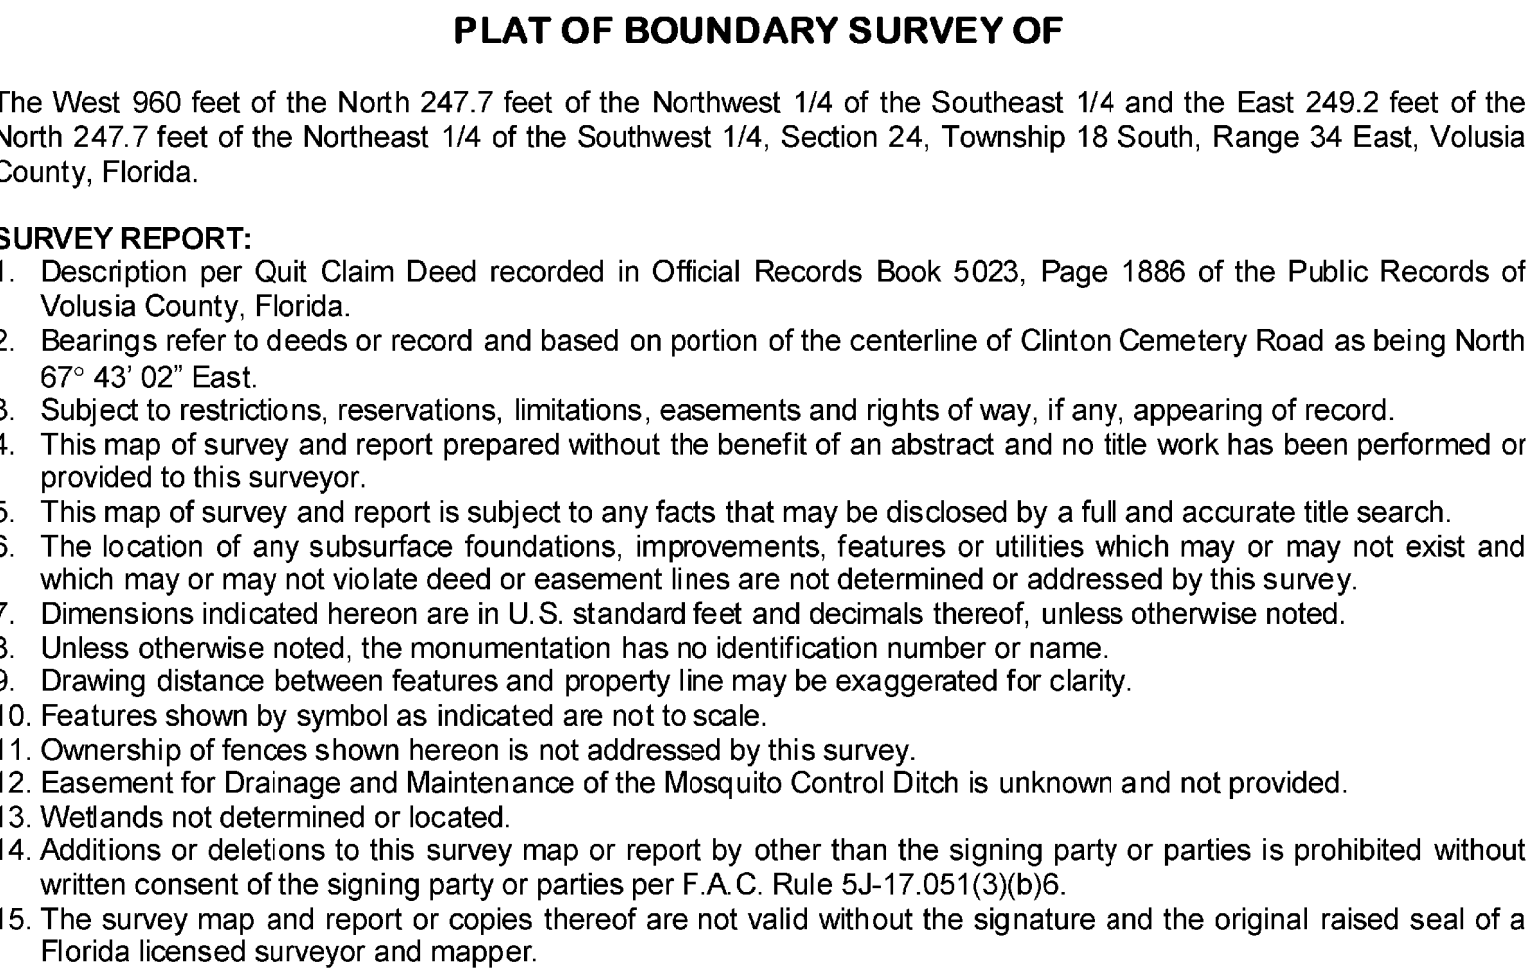 PLAT OF BOUNDARY SURVEY OF
The West 960 feet of the North 247.7 feet of the Northwest 1/4 of the Southeast 1/4 and the East 249.2 feet of the
North 247.7 feet of the Northeast 1/4 of the Southwest 1/4, Section 24, Township 18 South, Range 34 East, Volusia
County, Florida.
SURVEY REPORT:
1. Description per Quit Claim Deed recorded in Official Records Book 5023, Page 1886 of the Public Records of
Volusia County, Florida.
2. Bearings refer to deeds or record and based on portion of the centerline of Clinton Cemetery Road as being North
67° 43’ 02” East.
3. Subject to restrictions, reservations, limitations, easements and rights of way, if any, appearing of record.
4. This map of survey and report prepared without the benefit of an abstract and no title work has been performed or
provided to this surveyor.
5. This map of survey and report is subject to any facts that may be disclosed by a full and accurate title search.
6. The location of any subsurface foundations, improvements, features or utilities which may or may not exist and
which may or may not violate deed or easement lines are not determined or addressed by this survey.
7. Dimensions indicated hereon are in U.S. standard feet and decimals thereof, unless otherwise noted.
8. Unless otherwise noted, the monumentation has no identification number or name.
9. Drawing distance between features and property line may be exaggerated for clarity.
10. Features shown by symbol as indicated are not to scale.
11. Ownership of fences shown hereon is not addressed by this survey.
12. Easement for Drainage and Maintenance of the Mosquito Control Ditch is unknown and not provided.
13. Wetlands not determined or located.
14. Additions or deletions to this survey map or report by other than the signing party or parties is prohibited without
written consent of the signing party or parties per F.A.C. Rule 5J-17.051(3)(b)6.
15. The survey map and report or copies thereof are not valid without the signature and the original raised seal of a
Florida licensed surveyor and mapper.